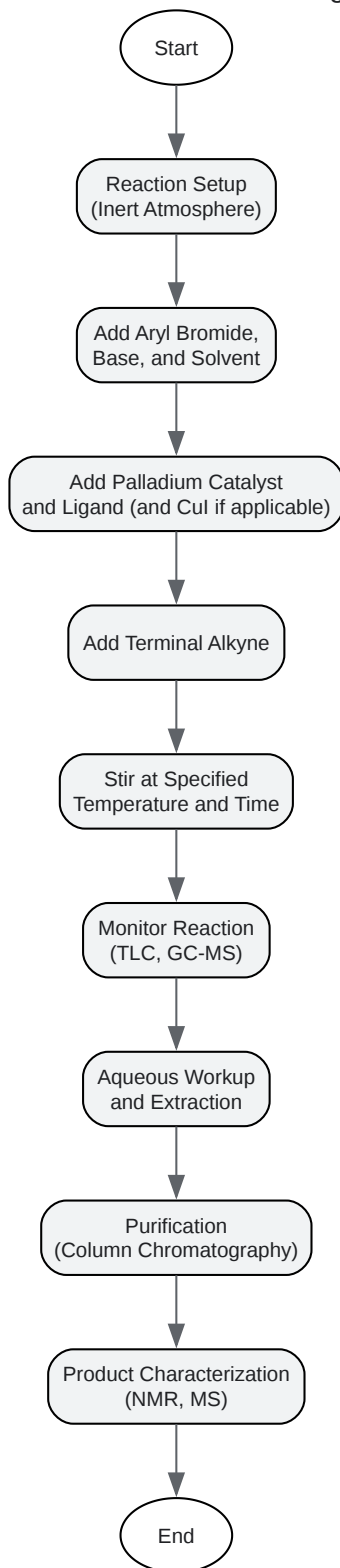 Start
Reaction Setup
(Inert Atmosphere)
Add Aryl Bromide,
Base, and Solvent
Add Palladium Catalyst
and Ligand (and CuI if applicable)
Add Terminal Alkyne
Stir at Specified
Temperature and Time
Monitor Reaction
(TLC, GC-MS)
Aqueous Workup
and Extraction
Purification
(Column Chromatography)
Product Characterization
(NMR, MS)
End